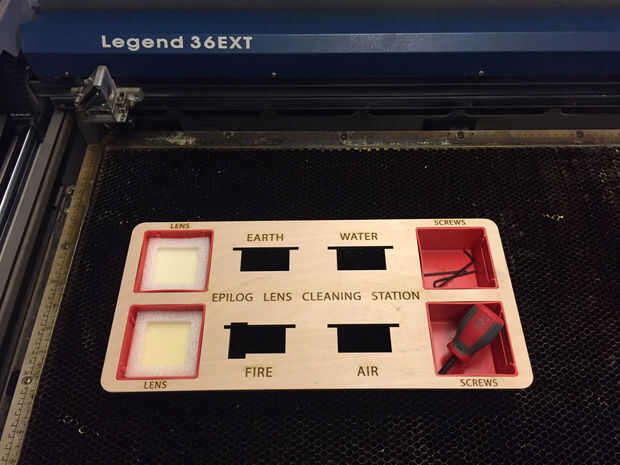 Legend 36EXT
LENS
EARTH
WATER
SCREWS
EPILOG LENS CLEANING STATION
LENS
FIRE
AIR
SCREWS